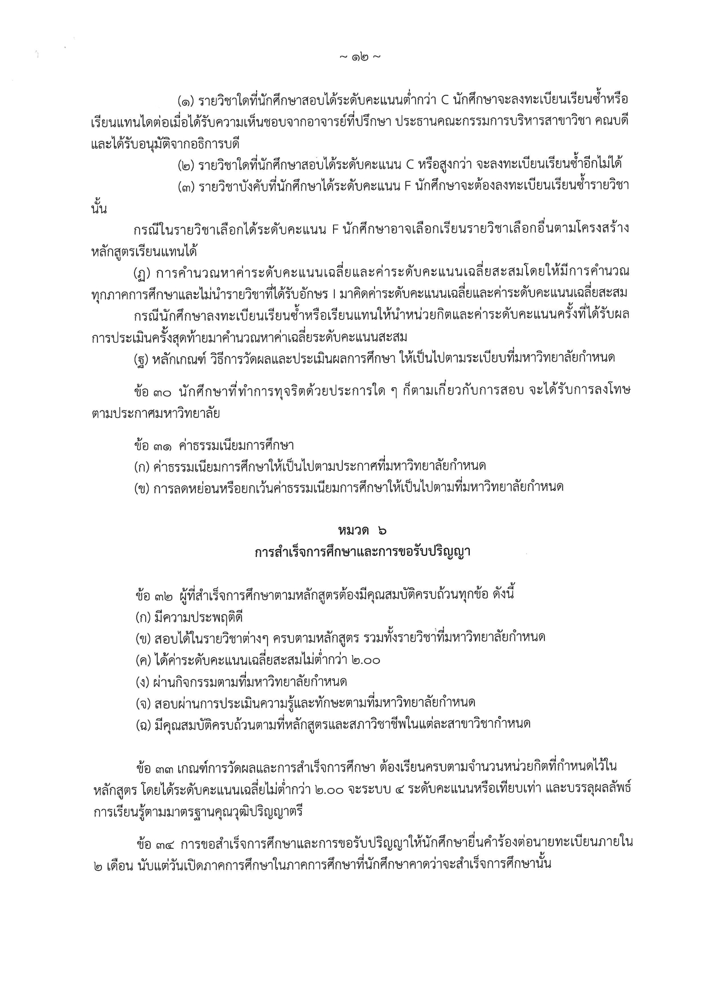 ~ ๑๒ ~
(๑) รายวิชาใดที่นักศึกษาสอบได้ระดับคะแนนต่ำกว่า C นักศึกษาจะลงทะเบียนเรียนซ้ำหรือ
เรียนแทนไดต่อเมื่อได้รับความเห็นชอบจากอาจารย์ที่ปรึกษา ประธานคณะกรรมการบริหารสาขาวิชา คณบดี
และได้รับอนุมัติจากอธิการบดี
(๒) รายวิชาใดที่นักศึกษาสอบได้ระดับคะแนน C หรือสูงกว่า จะลงทะเบียนเรียนซ้ำอีกไม่ได้
(๓) รายวิชาบังคับที่นักศึกษาได้ระดับคะแนน F นักศึกษาจะต้องลงทะเบียนเรียนซ้ำรายวิชา
นั้น
กรณีในรายวิชาเลือกได้ระดับคะแนน F นักศึกษาอาจเลือกเรียนรายวิชาเลือกอื่นตามโครงสร้าง
หลักสูตรเรียนแทนได้
(ฏ) การคำนวณหาค่าระดับคะแนนเฉลี่ยและค่าระดับคะแนนเฉลี่ยสะสมโดยให้มีการคำนวณ
ทุกภาคการศึกษาและไม่นำรายวิชาที่ได้รับอักษร I มาคิดค่าระดับคะแนนเฉลี่ยและค่าระดับคะแนนเฉลี่ยสะสม
กรณีนักศึกษาลงทะเบียนเรียนซ้ำหรือเรียนแทนให้นำหน่วยกิตและค่าระดับคะแนนครั้งที่ได้รับผล
การประเมินครั้งสุดท้ายมาคำนวณหาค่าเฉลี่ยระดับคะแนนสะสม
(ฐ) หลักเกณฑ์ วิธีการวัดผลและประเมินผลการศึกษา ให้เป็นไปตามระเบียบที่มหาวิทยาลัยกำหนด
ข้อ ๓๐ นักศึกษาที่ทำการทุจริตด้วยประการใด ๆ ก็ตามเกี่ยวกับการสอบ จะได้รับการลงโทษ
ตามประกาศมหาวิทยาลัย
ข้อ ๓๑ ค่าธรรมเนียมการศึกษา
(ก) ค่าธรรมเนียมการศึกษาให้เป็นไปตามประกาศที่มหาวิทยาลัยกำหนด
(ข) การลดหย่อนหรือยกเว้นค่าธรรมเนียมการศึกษาให้เป็นไปตามที่มหาวิทยาลัยกำหนด
หมวด ๖
การสำเร็จการศึกษาและการขอรับปริญญา
ข้อ ๓๒ ผู้ที่สำเร็จการศึกษาตามหลักสูตรต้องมีคุณสมบัติครบถ้วนทุกข้อ ดังนี้
(ก) มีความประพฤติดี
(ข) สอบได้ในรายวิชาต่างๆ ครบตามหลักสูตร รวมทั้งรายวิชาที่มหาวิทยาลัยกำหนด
(ค) ได้ค่าระดับคะแนนเฉลี่ยสะสมไม่ต่ำกว่า ๒.๐๐
(ง) ผ่านกิจกรรมตามที่มหาวิทยาลัยกำหนด
(จ) สอบผ่านการประเมินความรู้และทักษะตามที่มหาวิทยาลัยกำหนด
(ฉ) มีคุณสมบัติครบถ้วนตามที่หลักสูตรและสภาวิชาชีพในแต่ละสาขาวิชากำหนด
ข้อ ๓๓ เกณฑ์การวัดผลและการสำเร็จการศึกษา ต้องเรียนครบตามจำนวนหน่วยกิตที่กำหนดไว้ใน
หลักสูตร โดยได้ระดับคะแนนเฉลี่ยไม่ต่ำกว่า ๒.๐๐ จะระบบ ๔ ระดับคะแนนหรือเทียบเท่า และบรรลุผลลัพธ์
การเรียนรู้ตามมาตรฐานคุณวุฒิปริญญาตรี
ข้อ ๓๔ การขอสำเร็จการศึกษาและการขอรับปริญญาให้นักศึกษายื่นคำร้องต่อนายทะเบียนภายใน
๒ เดือน นับแต่วันเปิดภาคการศึกษาในภาคการศึกษาที่นักศึกษาคาดว่าจะสำเร็จการศึกษานั้น